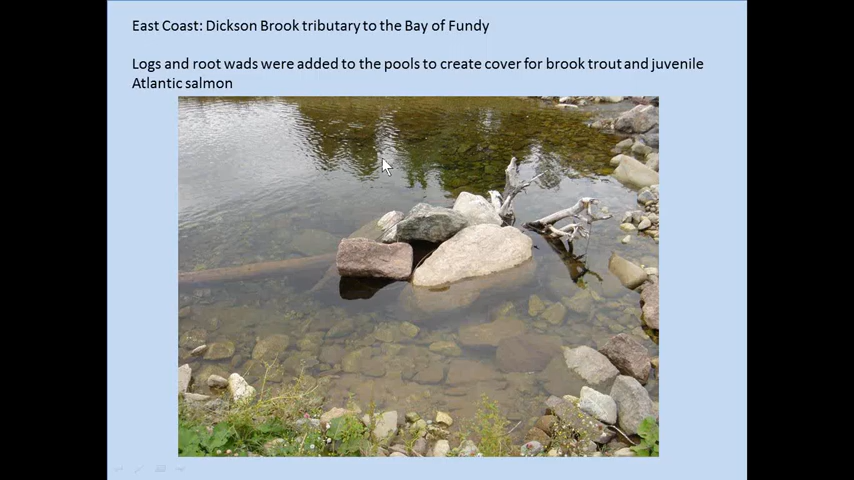 East Coast: Dickson Brook tributary to the Bay of Fundy
Logs and root wads were added to the pools to create cover for brook trout and juvenile
Atlantic salmon